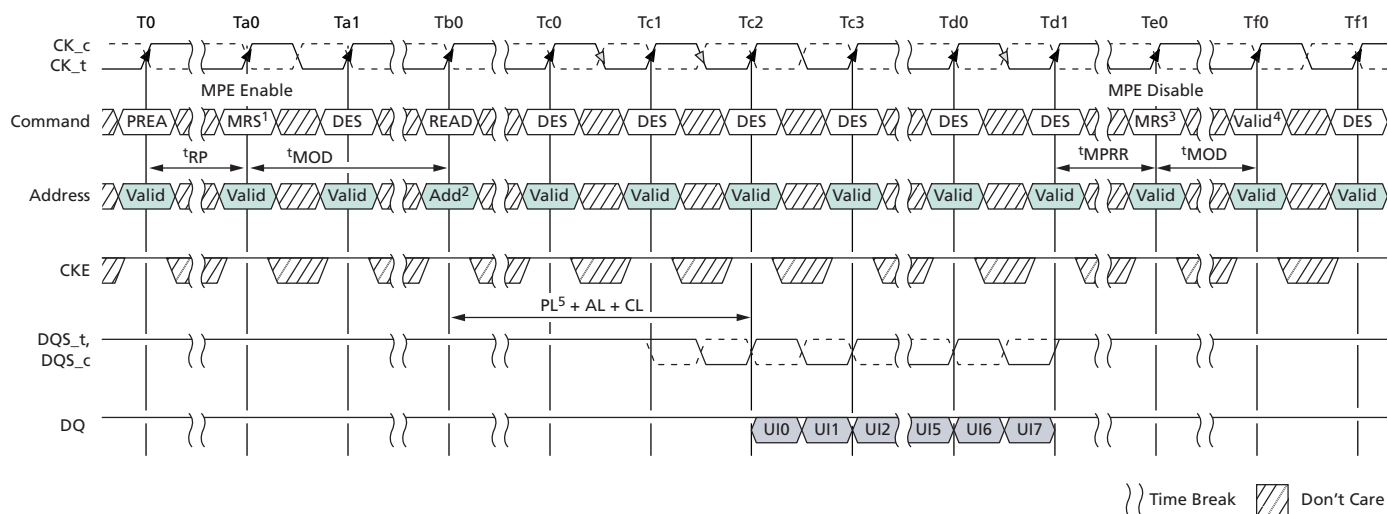 T0 Ta0 Ta1 Tb0 Tc0 Tc1 Tc2 Tc3 Td0 Td1 Te0 Tf0 Tf1
CK_c
CK_t
MPE Enable MPE Disable
Command PREA MRS¹ DES READ DES DES DES DES DES DES MRS³ Valid⁴ DES
tRP tMOD tMPRR tMOD
Address Valid Valid Valid Add² Valid Valid Valid Valid Valid Valid Valid Valid Valid
CKE
PL⁵ + AL + CL
DQS_t,
DQS_c
DQ UI0 UI1 UI2 UI5 UI6 UI7
Time Break Don't Care